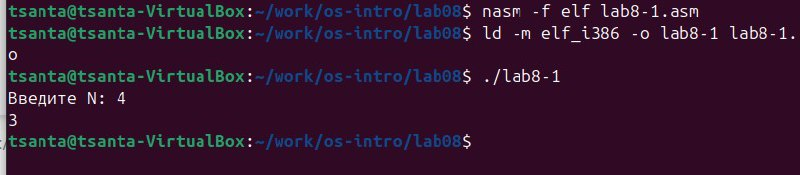 tsanta@tsanta-VirtualBox:~/work/os-intro/lab08$ nasm -f elf lab8-1.asm
tsanta@tsanta-VirtualBox:~/work/os-intro/lab08$ ld -m elf_i386 -o lab8-1 lab8-1.
o
tsanta@tsanta-VirtualBox:~/work/os-intro/lab08$ ./lab8-1
Введите N: 4
3
tsanta@tsanta-VirtualBox:~/work/os-intro/lab08$